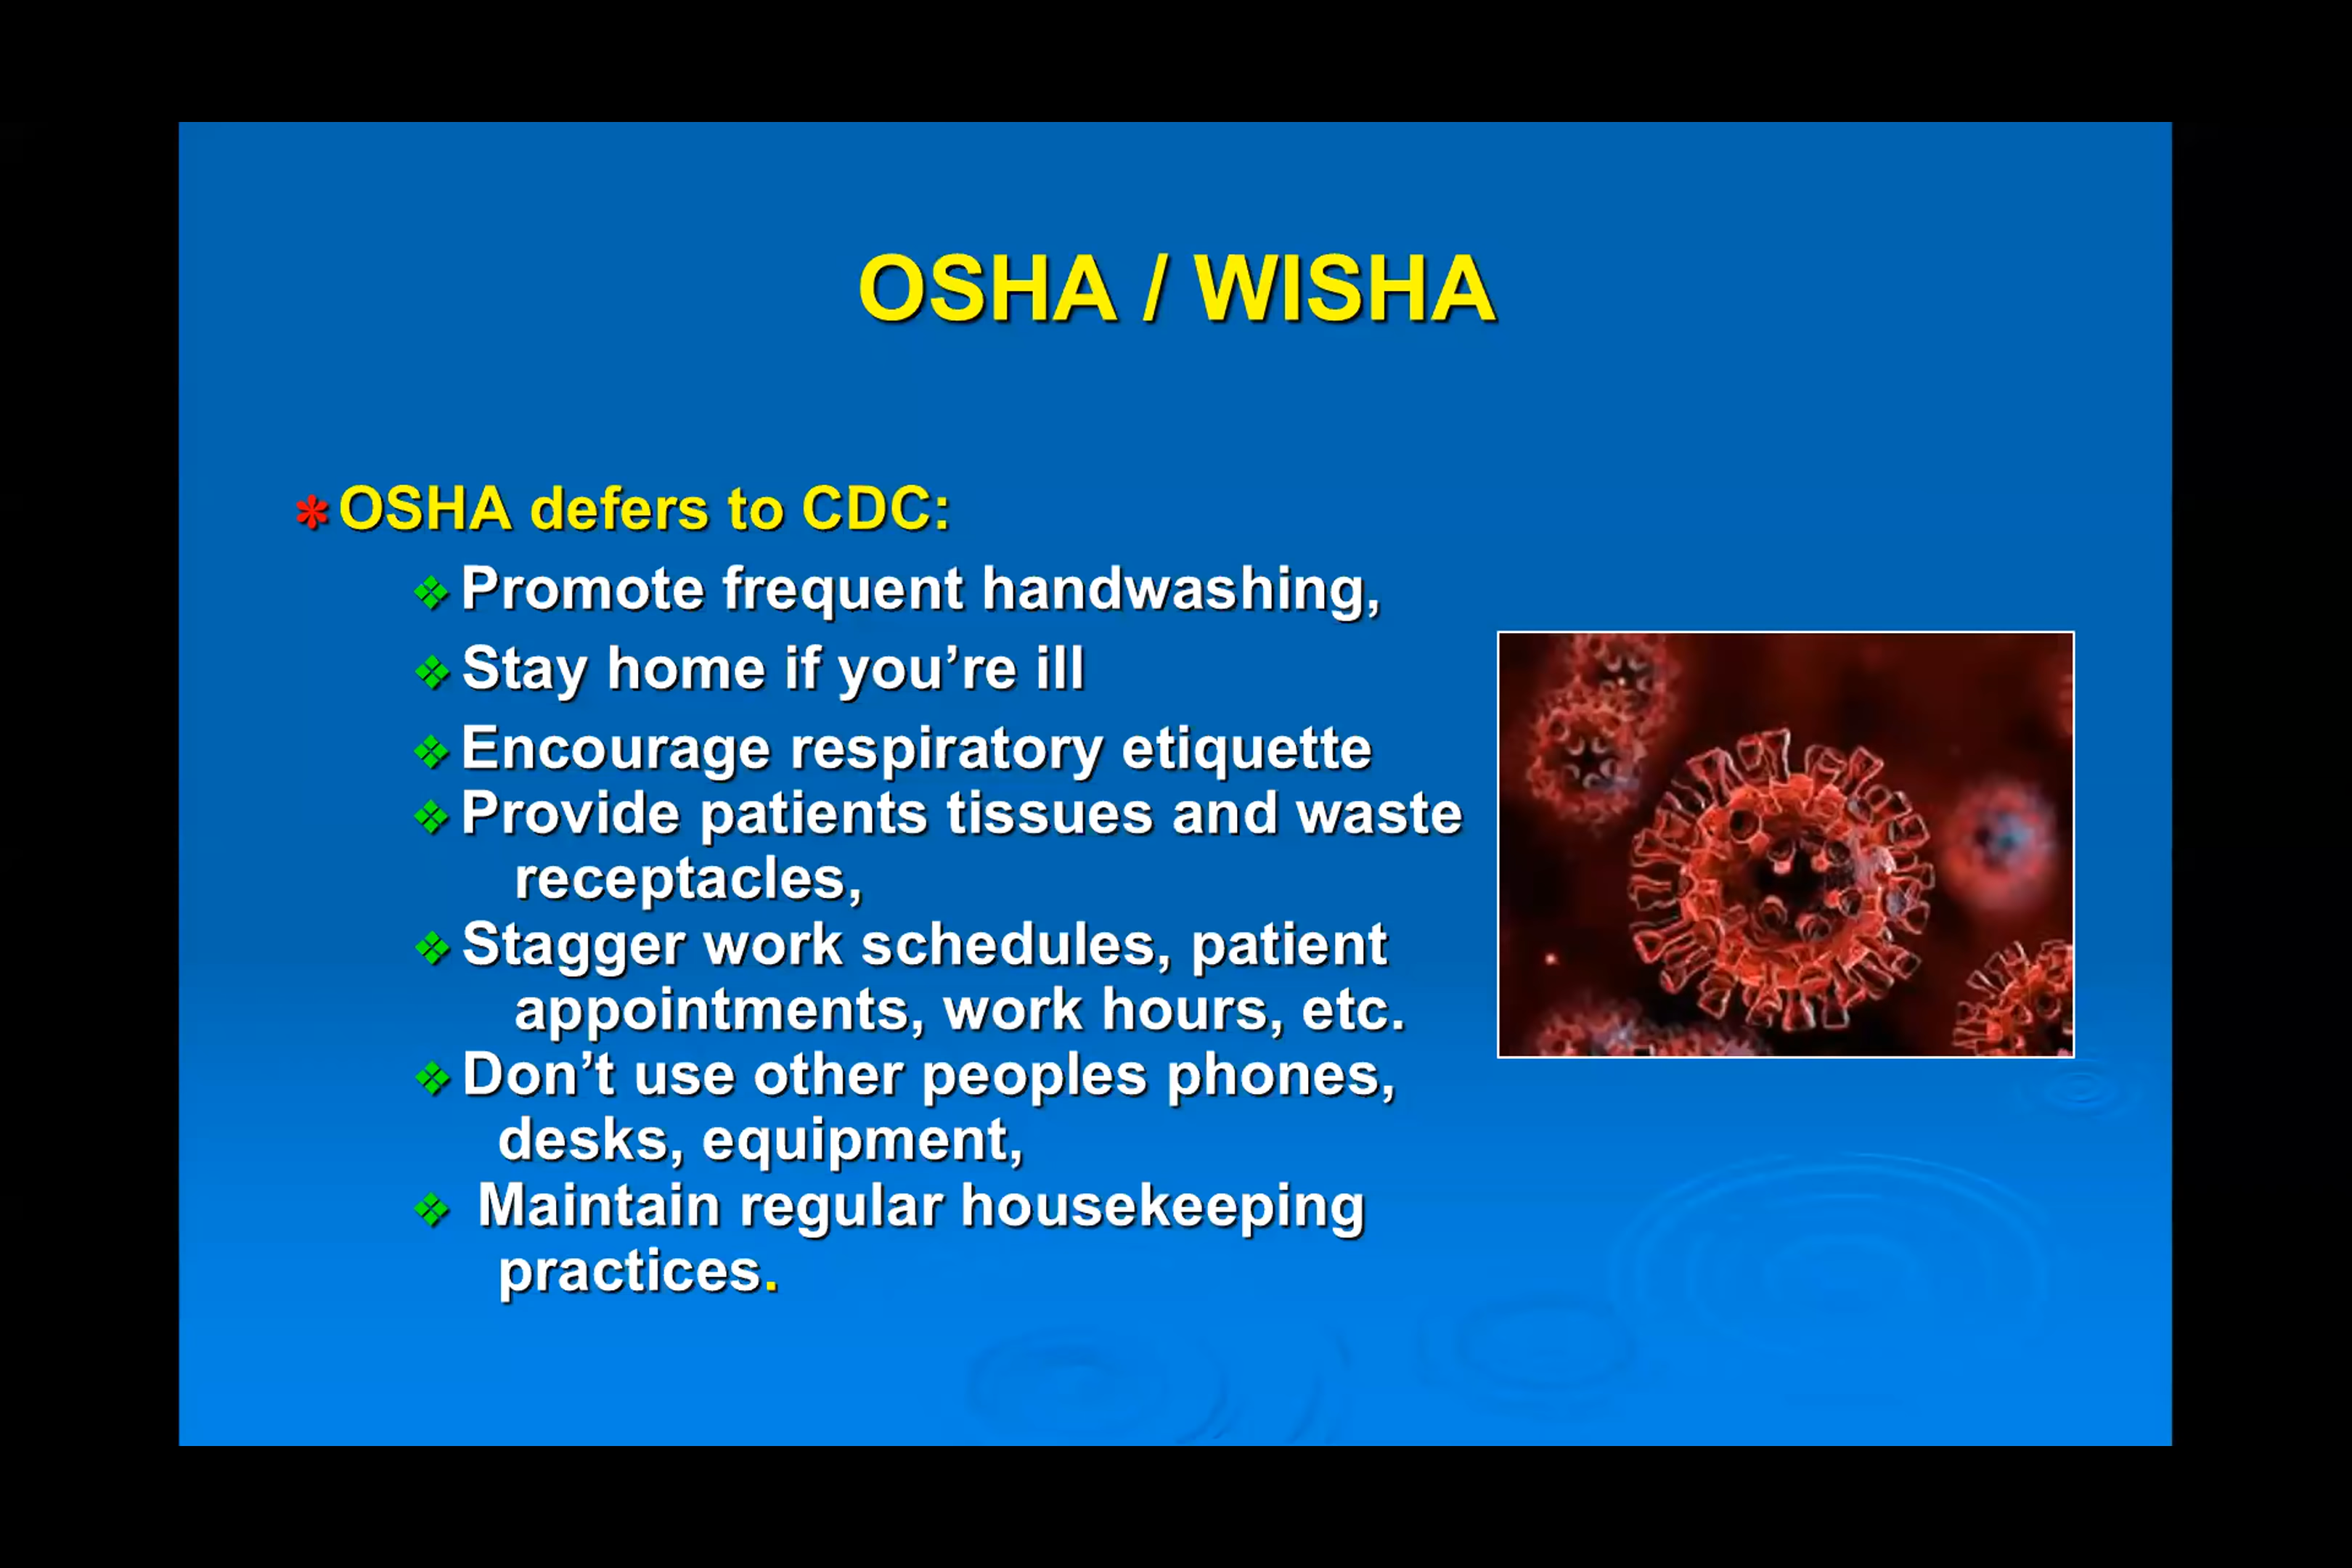 OSHA / WISHA
OSHA defers to CDC:
Promote frequent handwashing,
Stay home if you’re ill
Encourage respiratory etiquette
Provide patients tissues and waste
receptacles,
Stagger work schedules, patient
appointments, work hours, etc.
Don’t use other peoples phones,
desks, equipment,
Maintain regular housekeeping
practices.